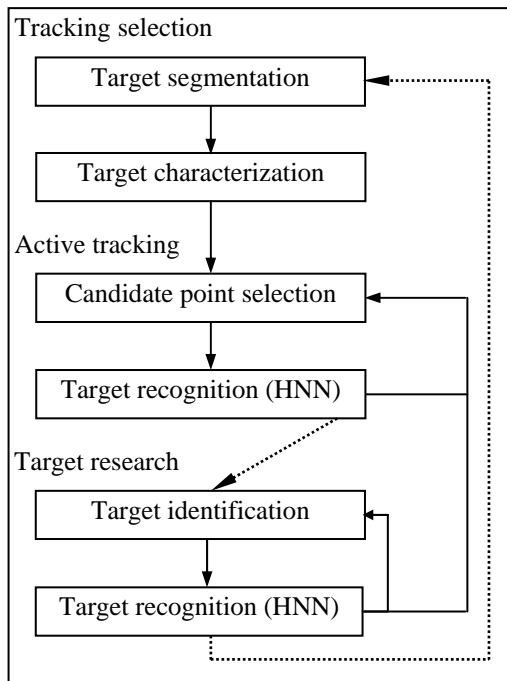 Tracking selection
Target segmentation
Target characterization
Active tracking
Candidate point selection
Target recognition (HNN)
Target research
Target identification
Target recognition (HNN)